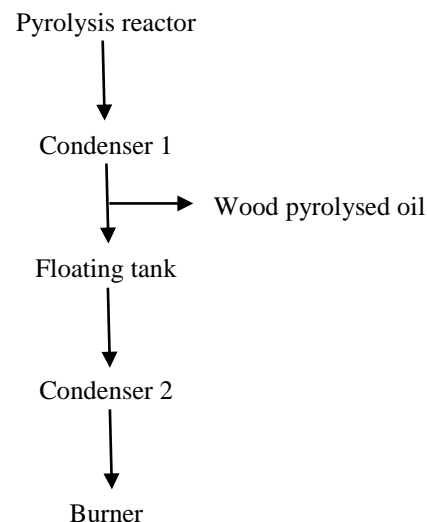 Pyrolysis reactor
Condenser 1
Wood pyrolysed oil
Floating tank
Condenser 2
Burner